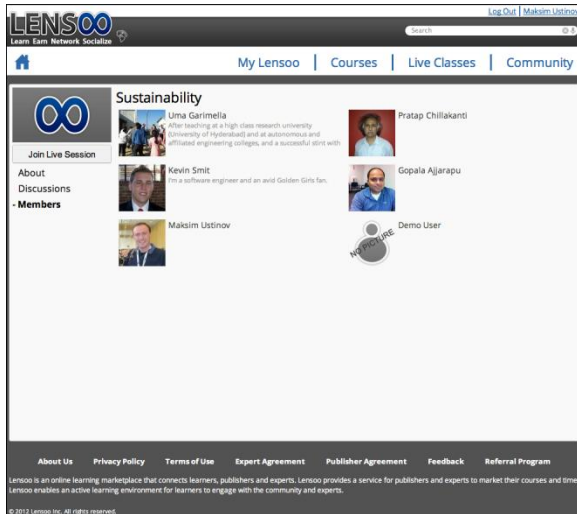 Log Out | Maksim Ustinov
LENSOO
Learn Earn Network Socialize
Search
My Lensoo | Courses | Live Classes | Community
Join Live Session
About
Discussions
- Members
Sustainability
Uma Garimella
After teaching at a high class research university
(University of Hyderabad) and at autonomous and
affiliated engineering colleges, and a successful stint with
Pratap Chillakanti
Kevin Smit
I'm a software engineer and an avid Golden Girls fan.
Gopala Ajjarapu
Maksim Ustinov
NO PICTURE
Demo User
About Us Privacy Policy Terms of Use Expert Agreement Publisher Agreement Feedback Referral Program
Lensoo is an online learning marketplace that connects learners, publishers and experts. Lensoo provides a service for publishers and experts to market their courses and time.
Lensoo enables an active learning environment for learners to engage with the community and experts.
© 2012 Lensoo Inc. All rights reserved.